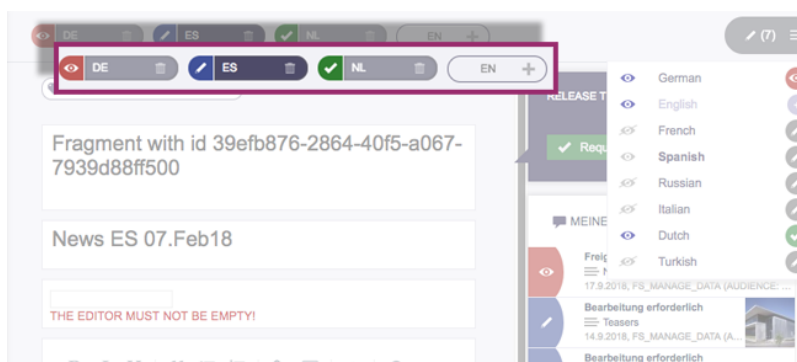 DE ES NL EN
DE ES NL EN
(7)
RELEASE T
Requ
German
English
French
Spanish
Russian
Italian
Dutch
Turkish
Fragment with id 39efb876-2864-40f5-a067-
7939d88ff500
News ES 07.Feb18
THE EDITOR MUST NOT BE EMPTY!
MEINE
Freig
N
17.9.2018, FS_MANAGE_DATA (AUDIENCE: ...
Bearbeitung erforderlich
Teasers
14.9.2018, FS_MANAGE_DATA (A...
Bearbeitung erforderlich